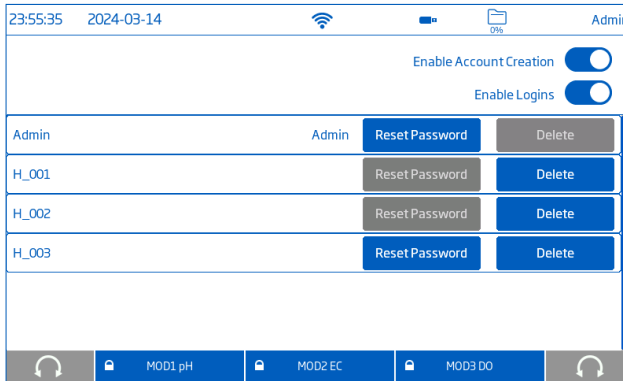 23:55:35 2024-03-14 0% Admin
Enable Account Creation
Enable Logins
Admin Admin Reset Password Delete
H_001 Reset Password Delete
H_002 Reset Password Delete
H_003 Reset Password Delete
MOD1 pH MOD2 EC MOD3 DO